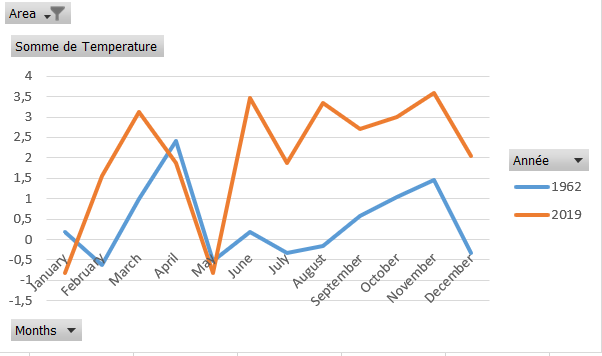 Area
Somme de Temperature
4
3,5
3
2,5
2
1,5
1
0,5
0
-0,5
-1
-1,5
January
February
March
April
May
June
July
August
September
October
November
December
Année
1962
2019
Months